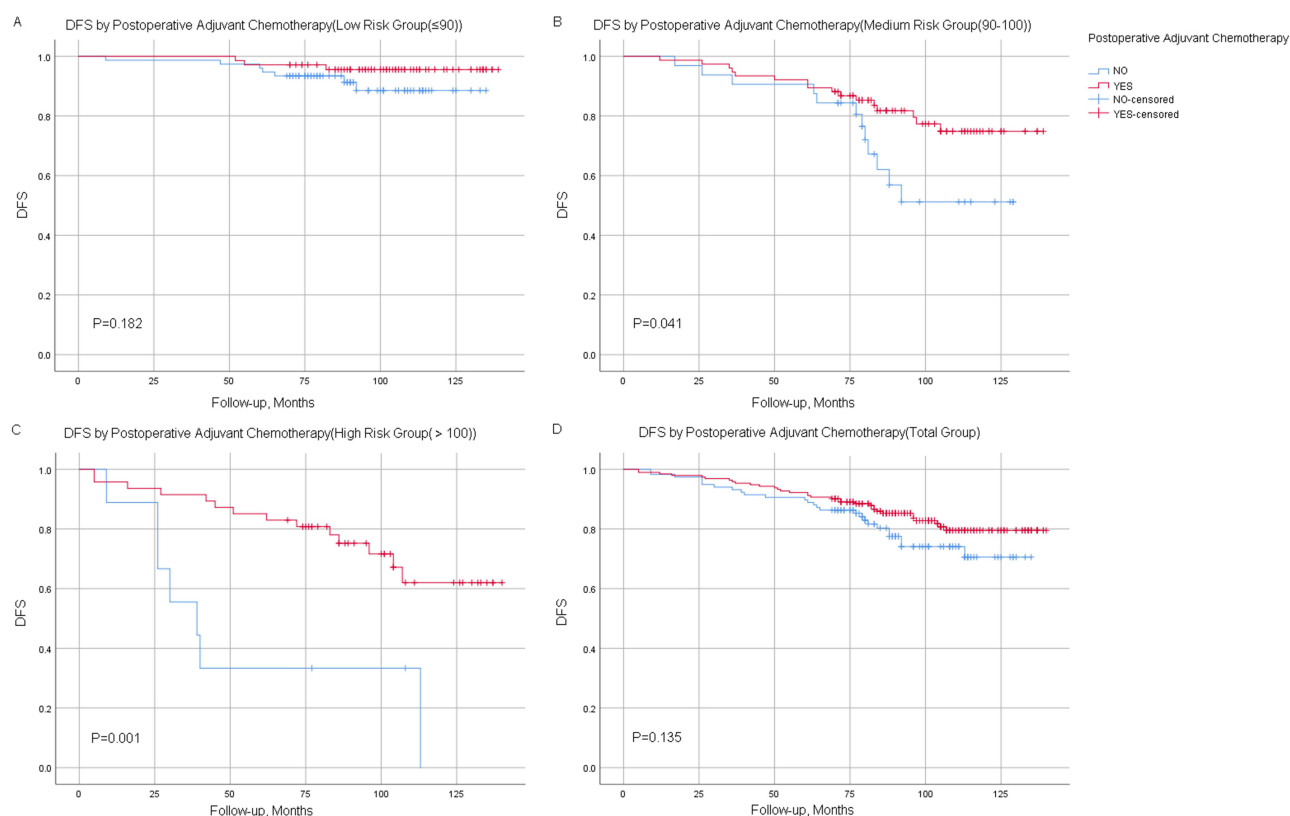 A
DFS by Postoperative Adjuvant Chemotherapy(Low Risk Group(≤90))
1.0
0.8
0.6
0.4
0.2
0.0
DFS
P=0.182
0 25 50 75 100 125
Follow-up, Months
B
DFS by Postoperative Adjuvant Chemotherapy(Medium Risk Group(90-100))
1.0
0.8
0.6
0.4
0.2
0.0
DFS
P=0.041
0 25 50 75 100 125
Follow-up, Months
Postoperative Adjuvant Chemotherapy
NO
YES
NO-censored
YES-censored
C
DFS by Postoperative Adjuvant Chemotherapy(High Risk Group( > 100))
1.0
0.8
0.6
0.4
0.2
0.0
DFS
P=0.001
0 25 50 75 100 125
Follow-up, Months
D
DFS by Postoperative Adjuvant Chemotherapy(Total Group)
1.0
0.8
0.6
0.4
0.2
0.0
DFS
P=0.135
0 25 50 75 100 125
Follow-up, Months